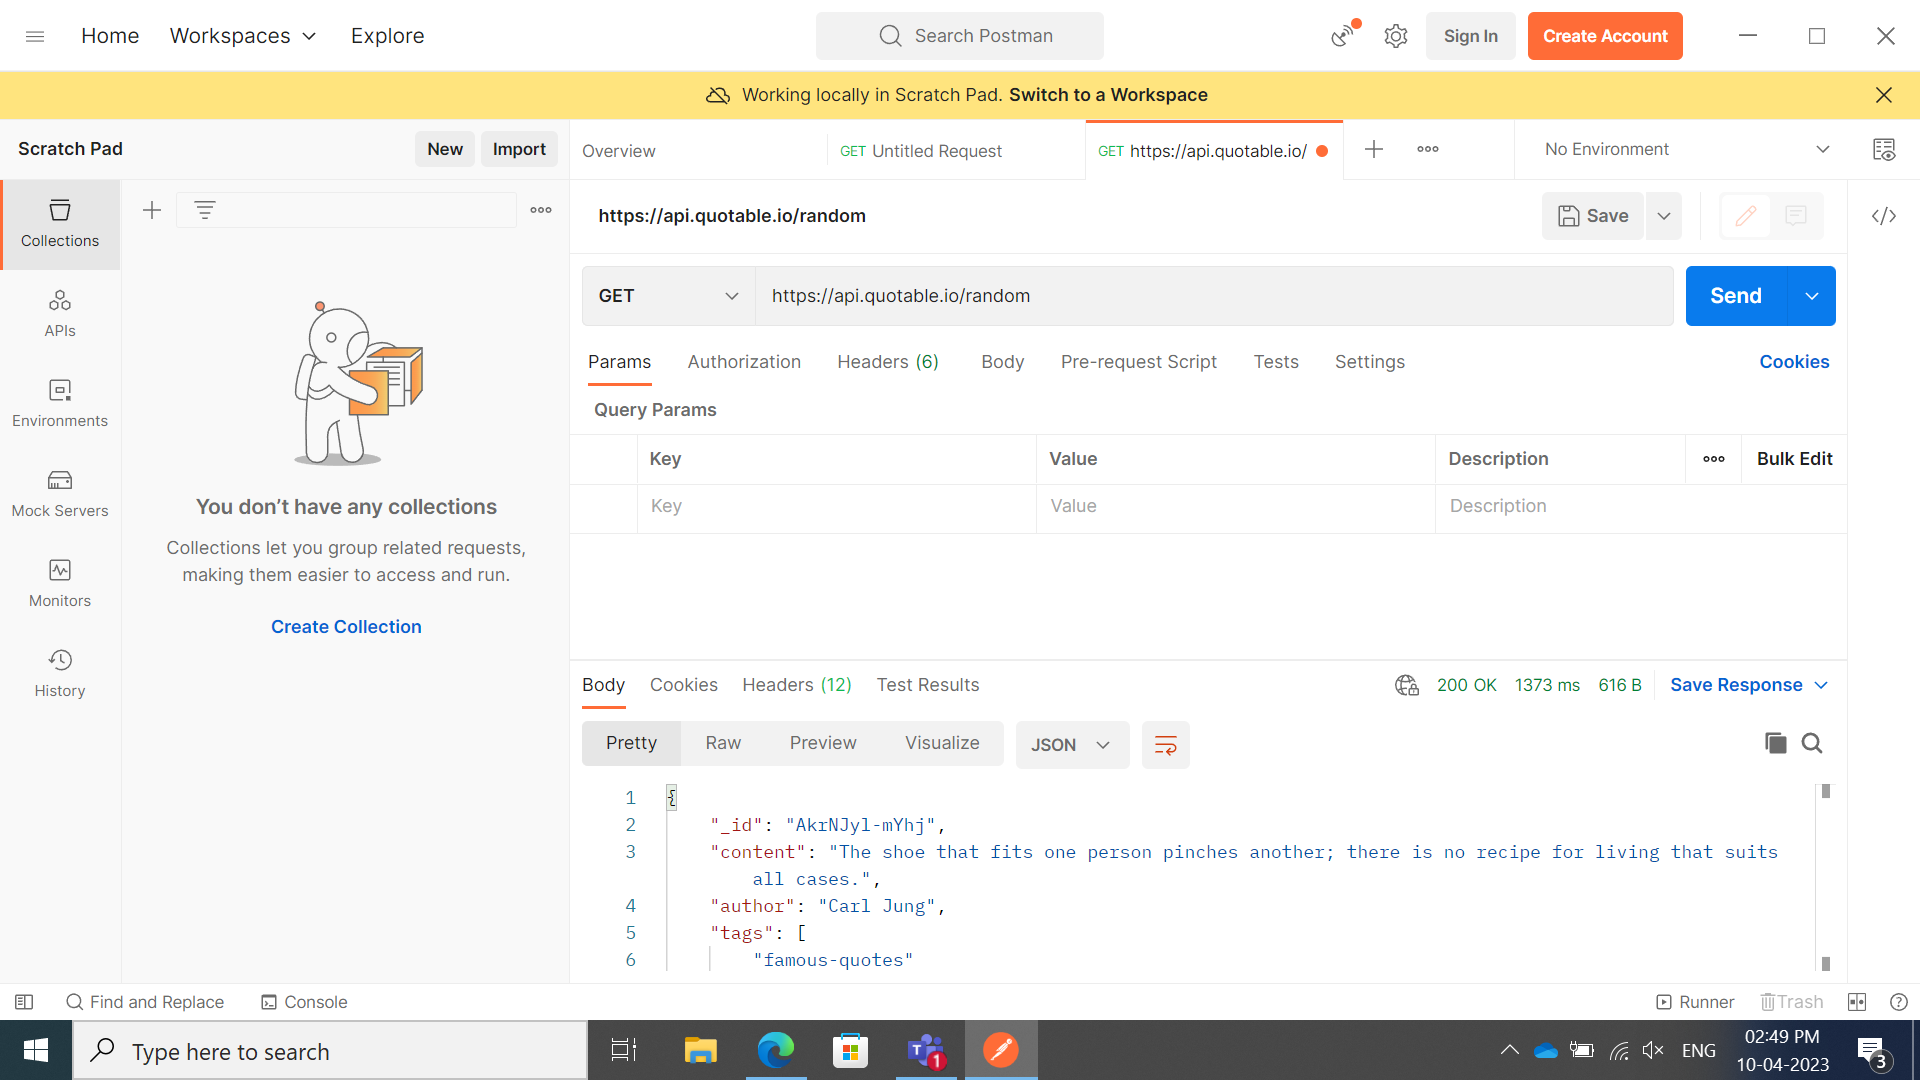 Home Workspaces Explore Search Postman Sign In Create Account
Working locally in Scratch Pad. Switch to a Workspace
Scratch Pad New Import Overview GET Untitled Request GET https://api.quotable.io/ No Environment
https://api.quotable.io/random Save
Collections
GET https://api.quotable.io/random Send
APIs
Params Authorization Headers (6) Body Pre-request Script Tests Settings Cookies
Query Params
Environments
Key Value Description Bulk Edit
Key Value Description
Mock Servers
You don’t have any collections
Collections let you group related requests,
making them easier to access and run.
Monitors
Create Collection
History
Body Cookies Headers (12) Test Results 200 OK 1373 ms 616 B Save Response
Pretty Raw Preview Visualize JSON
1 {
2 "_id": "AkrNJyl-mYhj",
3 "content": "The shoe that fits one person pinches another; there is no recipe for living that suits
all cases.",
4 "author": "Carl Jung",
5 "tags": [
6 "famous-quotes"
Find and Replace Console Runner Trash
Type here to search T 1 ENG 02:49 PM 3
10-04-2023